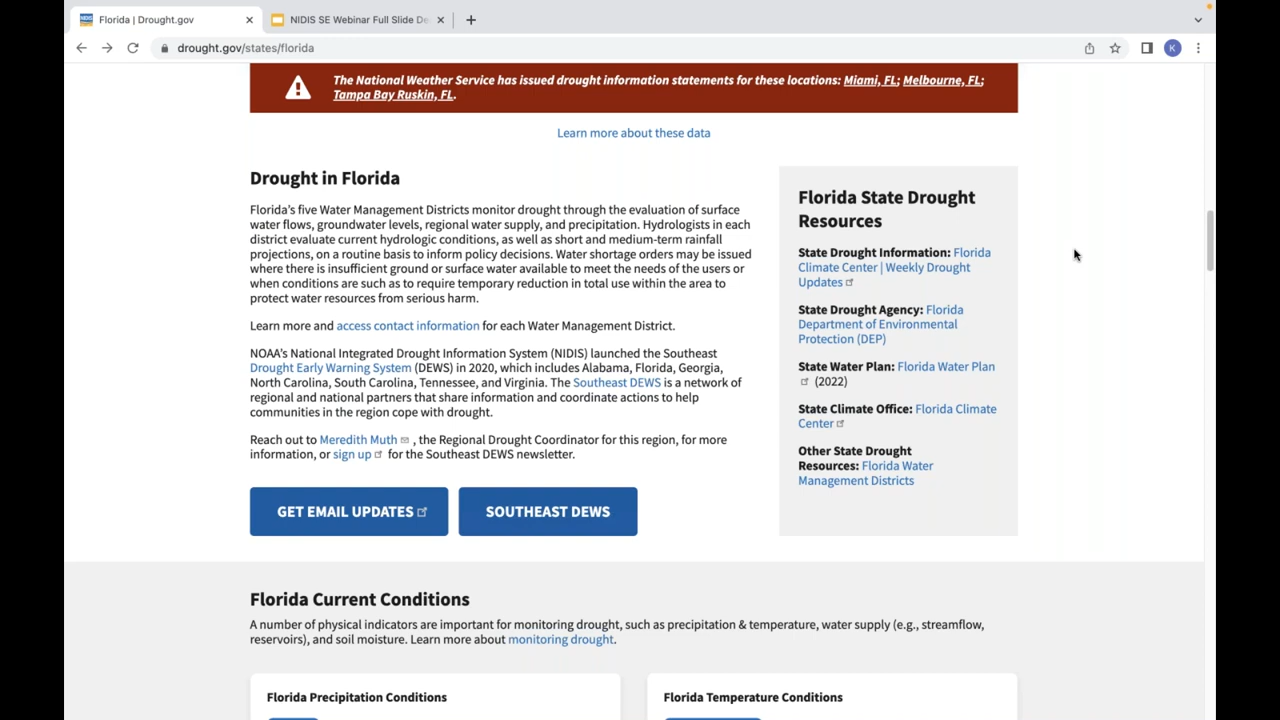 Florida | Drought.gov
NIDIS SE Webinar Full Slide De
drought.gov/states/florida
K
The National Weather Service has issued drought information statements for these locations: Miami, FL; Melbourne, FL;
Tampa Bay Ruskin, FL.
Learn more about these data
Drought in Florida
Florida's five Water Management Districts monitor drought through the evaluation of surface
water flows, groundwater levels, regional water supply, and precipitation. Hydrologists in each
district evaluate current hydrologic conditions, as well as short and medium-term rainfall
projections, on a routine basis to inform policy decisions. Water shortage orders may be issued
where there is insufficient ground or surface water available to meet the needs of the users or
when conditions are such as to require temporary reduction in total use within the area to
protect water resources from serious harm.
Learn more and access contact information for each Water Management District.
NOAA's National Integrated Drought Information System (NIDIS) launched the Southeast
Drought Early Warning System (DEWS) in 2020, which includes Alabama, Florida, Georgia,
North Carolina, South Carolina, Tennessee, and Virginia. The Southeast DEWS is a network of
regional and national partners that share information and coordinate actions to help
communities in the region cope with drought.
Reach out to Meredith Muth , the Regional Drought Coordinator for this region, for more
information, or sign up for the Southeast DEWS newsletter.
GET EMAIL UPDATES
SOUTHEAST DEWS
Florida State Drought
Resources
State Drought Information: Florida
Climate Center | Weekly Drought
Updates
State Drought Agency: Florida
Department of Environmental
Protection (DEP)
State Water Plan: Florida Water Plan
(2022)
State Climate Office: Florida Climate
Center
Other State Drought
Resources: Florida Water
Management Districts
Florida Current Conditions
A number of physical indicators are important for monitoring drought, such as precipitation & temperature, water supply (e.g., streamflow,
reservoirs), and soil moisture. Learn more about monitoring drought.
Florida Precipitation Conditions
Florida Temperature Conditions